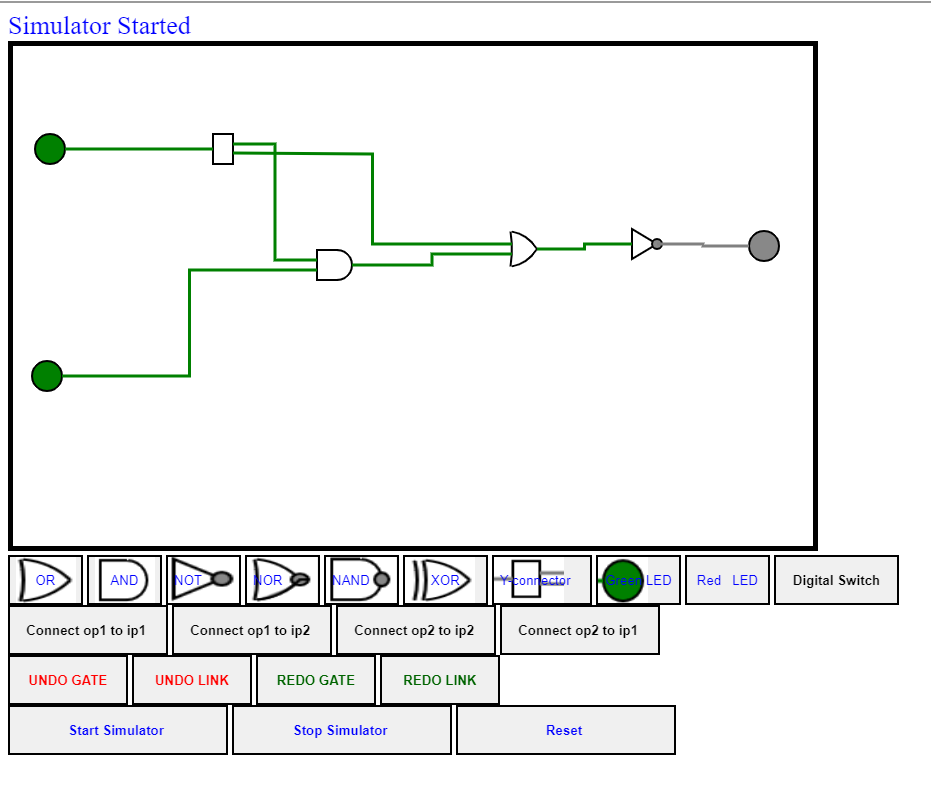 Simulator Started
OR AND NOT NOR NAND XOR Y-connector Green LED Red LED Digital Switch
Connect op1 to ip1 Connect op1 to ip2 Connect op2 to ip2 Connect op2 to ip1
UNDO GATE UNDO LINK REDO GATE REDO LINK
Start Simulator Stop Simulator Reset